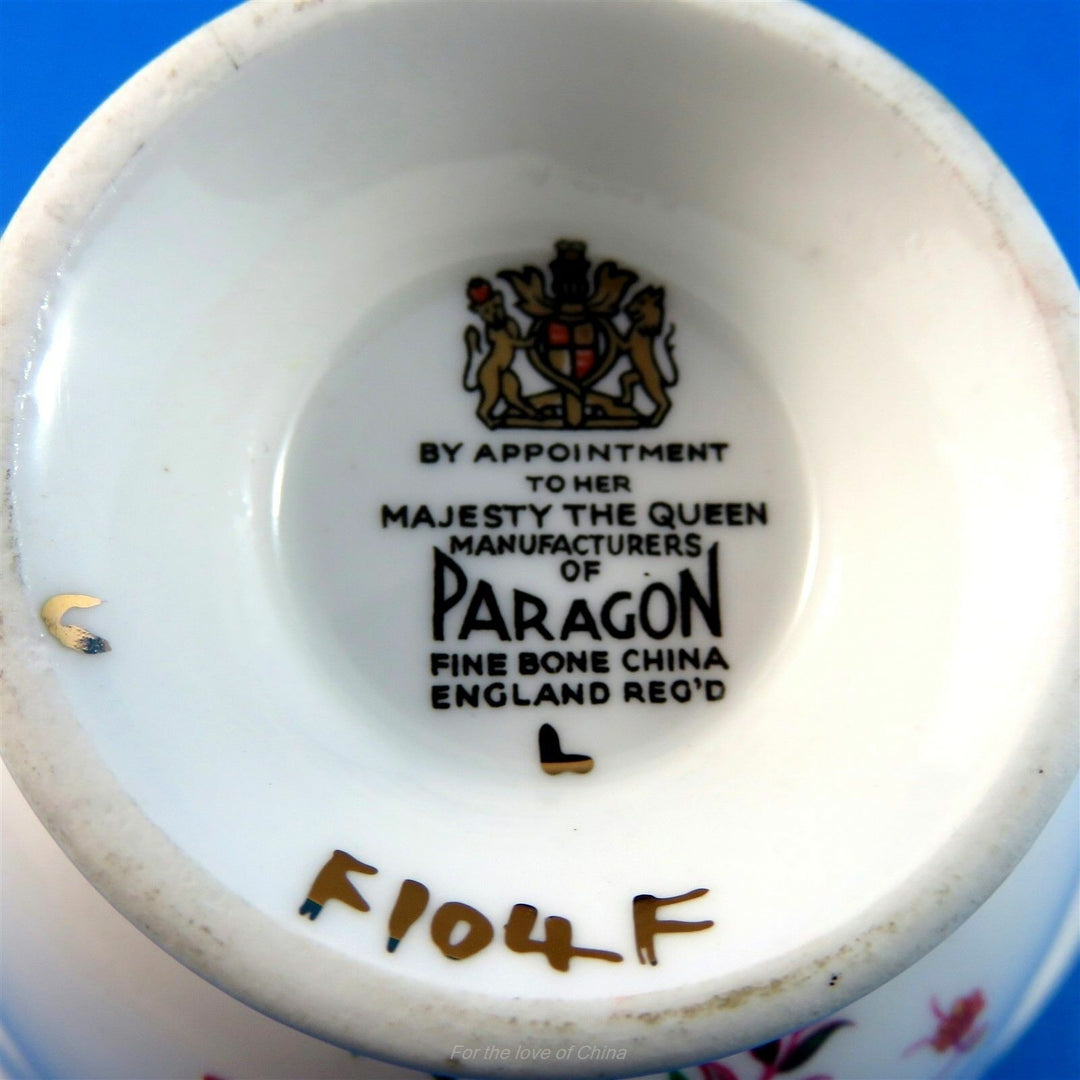 BY APPOINTMENT
TO HER
MAJESTY THE QUEEN
MANUFACTURERS
OF
PARAGON
FINE BONE CHINA
ENGLAND REG'D
L
F104F
For the love of China